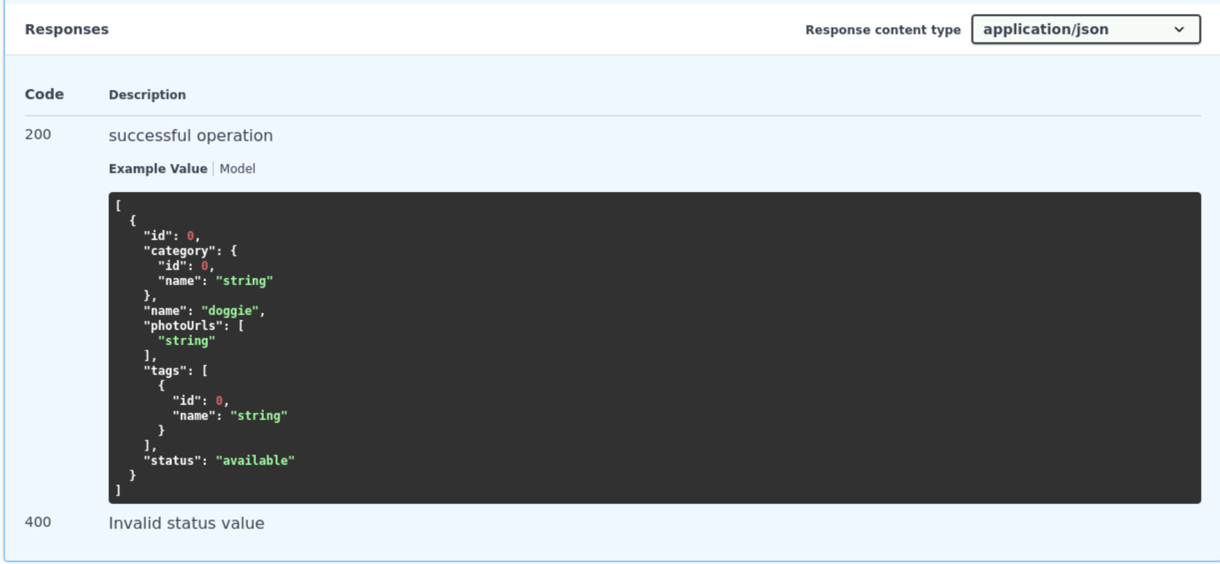 Responses Response content type application/json
Code Description
200 successful operation
Example Value Model
[
  {
    "id": 0,
    "category": {
      "id": 0,
      "name": "string"
    },
    "name": "doggie",
    "photoUrls": [
      "string"
    ],
    "tags": [
      {
        "id": 0,
        "name": "string"
      }
    ],
    "status": "available"
  }
]
400 Invalid status value